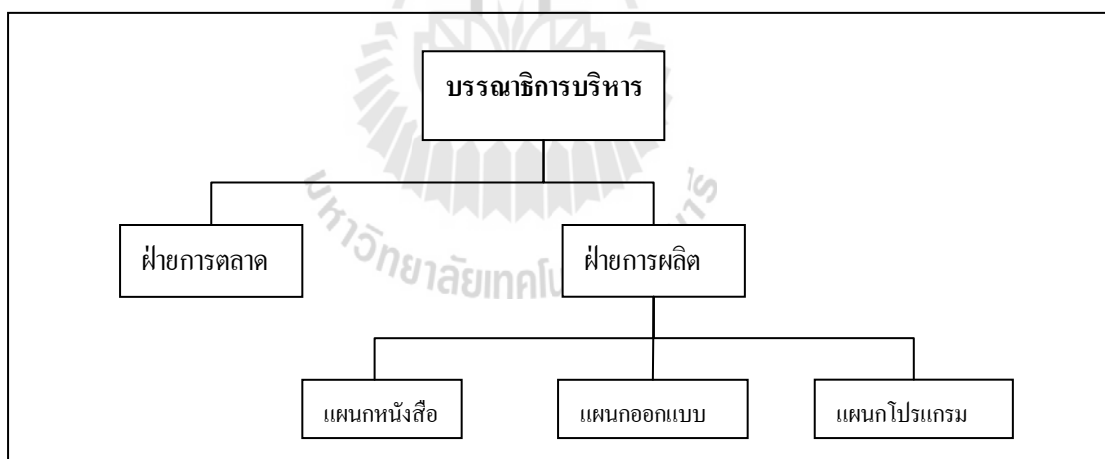 บรรณาธิการบริหาร
ฝ่ายการตลาด
ฝ่ายการผลิต
แผนกหนังสือ
แผนกออกแบบ
แผนกโปรแกรม